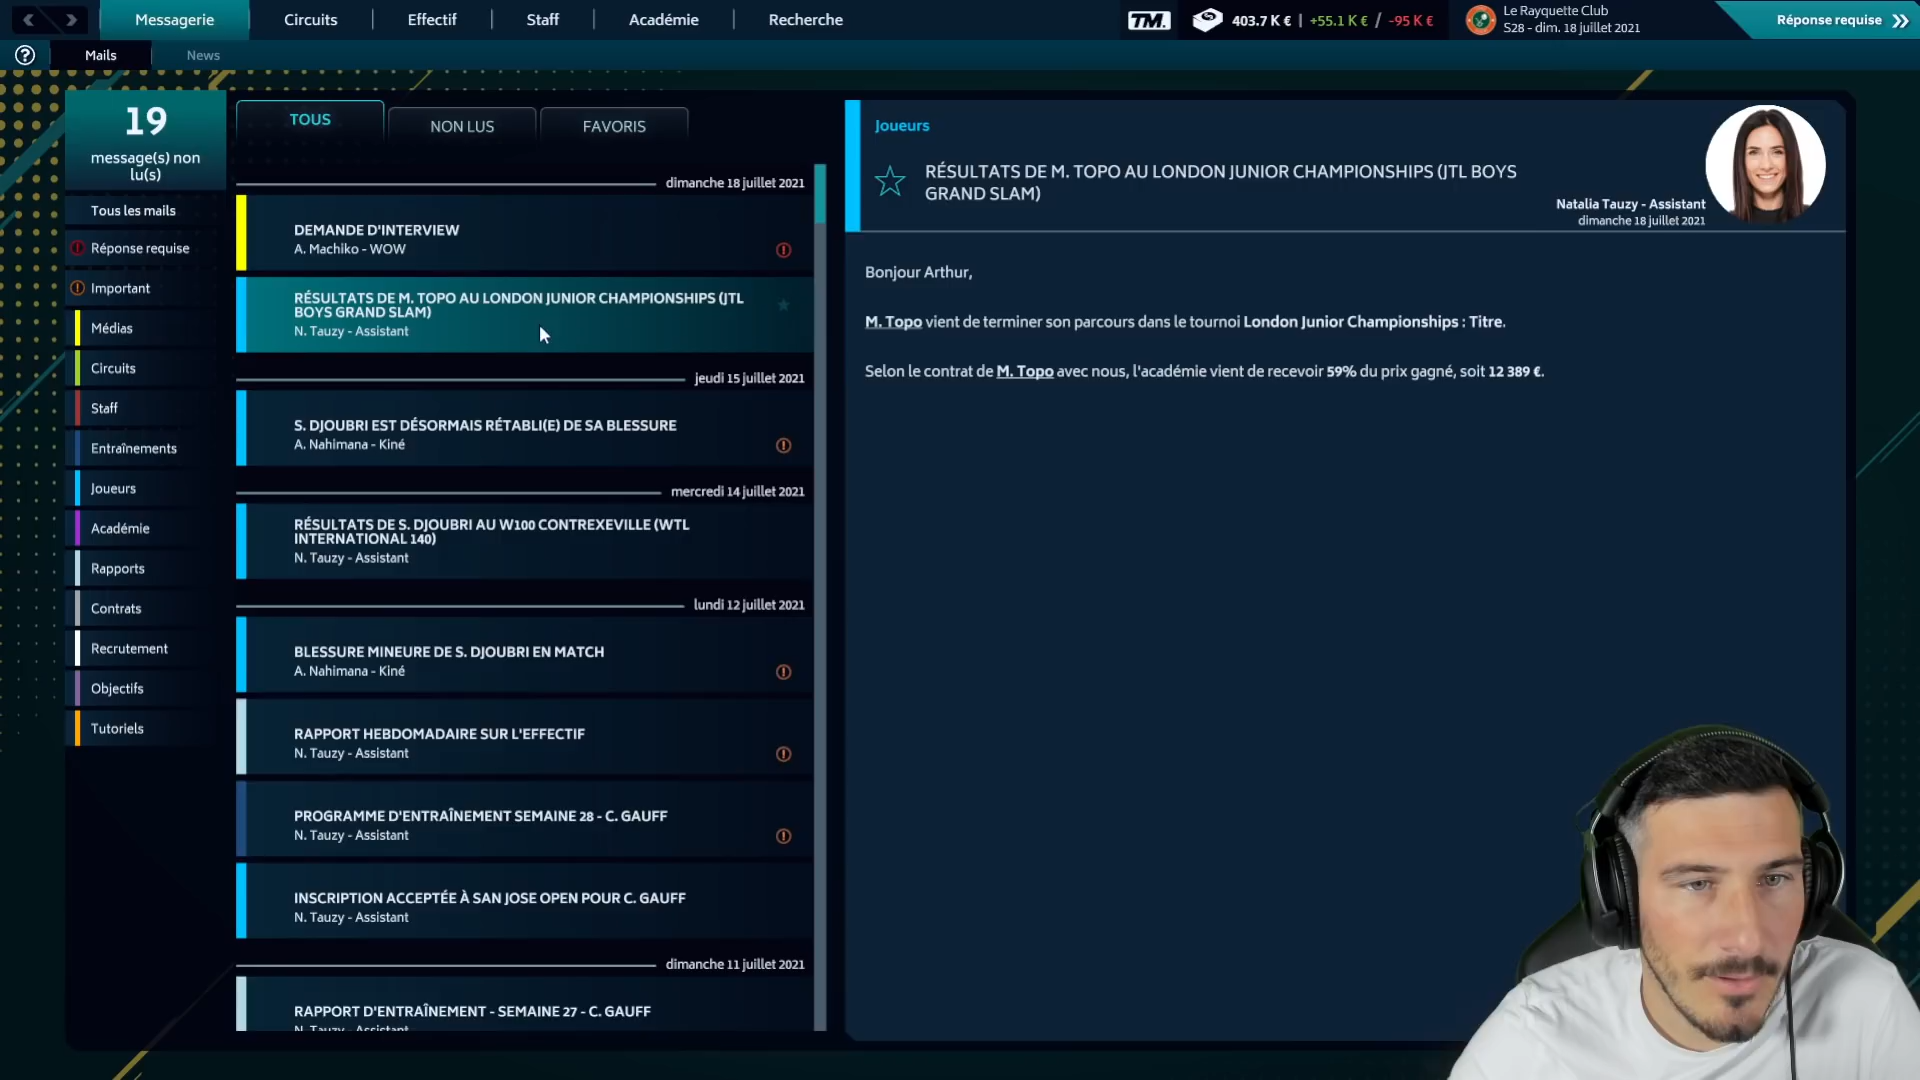 Messagerie
Circuits
Effectif
Staff
Académie
Recherche
TM.
403.7 K € | +55.1 K € / -95 K €
Le Rayquette Club
S28 - dim. 18 juillet 2021
Réponse requise
?
Mails
News
19
message(s) non
lu(s)
Tous les mails
Réponse requise
Important
Médias
Circuits
Staff
Entraînements
Joueurs
Académie
Rapports
Contrats
Recrutement
Objectifs
Tutoriels
TOUS
NON LUS
FAVORIS
dimanche 18 juillet 2021
DEMANDE D'INTERVIEW
A. Machiko - WOW
RÉSULTATS DE M. TOPO AU LONDON JUNIOR CHAMPIONSHIPS (JTL
BOYS GRAND SLAM)
N. Tauzy - Assistant
jeudi 15 juillet 2021
S. DJOUBRI EST DÉSORMAIS RÉTABLI(E) DE SA BLESSURE
A. Nahimana - Kiné
mercredi 14 juillet 2021
RÉSULTATS DE S. DJOUBRI AU W100 CONTREXEVILLE (WTL
INTERNATIONAL 140)
N. Tauzy - Assistant
lundi 12 juillet 2021
BLESSURE MINEURE DE S. DJOUBRI EN MATCH
A. Nahimana - Kiné
RAPPORT HEBDOMADAIRE SUR L'EFFECTIF
N. Tauzy - Assistant
PROGRAMME D'ENTRAÎNEMENT SEMAINE 28 - C. GAUFF
N. Tauzy - Assistant
INSCRIPTION ACCEPTÉE À SAN JOSE OPEN POUR C. GAUFF
N. Tauzy - Assistant
dimanche 11 juillet 2021
RAPPORT D'ENTRAÎNEMENT - SEMAINE 27 - C. GAUFF
N. Tauzy - Assistant
Joueurs
RÉSULTATS DE M. TOPO AU LONDON JUNIOR CHAMPIONSHIPS (JTL BOYS
GRAND SLAM)
Natalia Tauzy - Assistant
dimanche 18 juillet 2021
Bonjour Arthur,
M. Topo vient de terminer son parcours dans le tournoi London Junior Championships : Titre.
Selon le contrat de M. Topo avec nous, l'académie vient de recevoir 59% du prix gagné, soit 12 389 €.